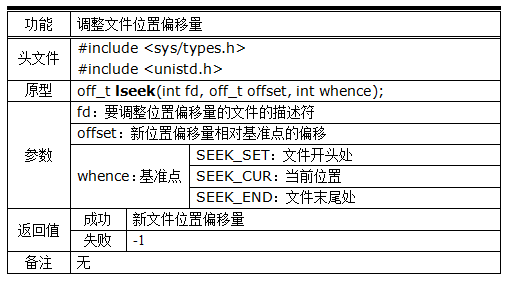 功能 调整文件位置偏移量
头文件 #include <sys/types.h>
#include <unistd.h>
原型 off_t lseek(int fd, off_t offset, int whence);
参数 fd：要调整位置偏移量的文件的描述符
offset：新位置偏移量相对基准点的偏移
whence：基准点 SEEK_SET：文件开头处
SEEK_CUR：当前位置
SEEK_END：文件末尾处
返回值 成功 新文件位置偏移量
失败 -1
备注 无